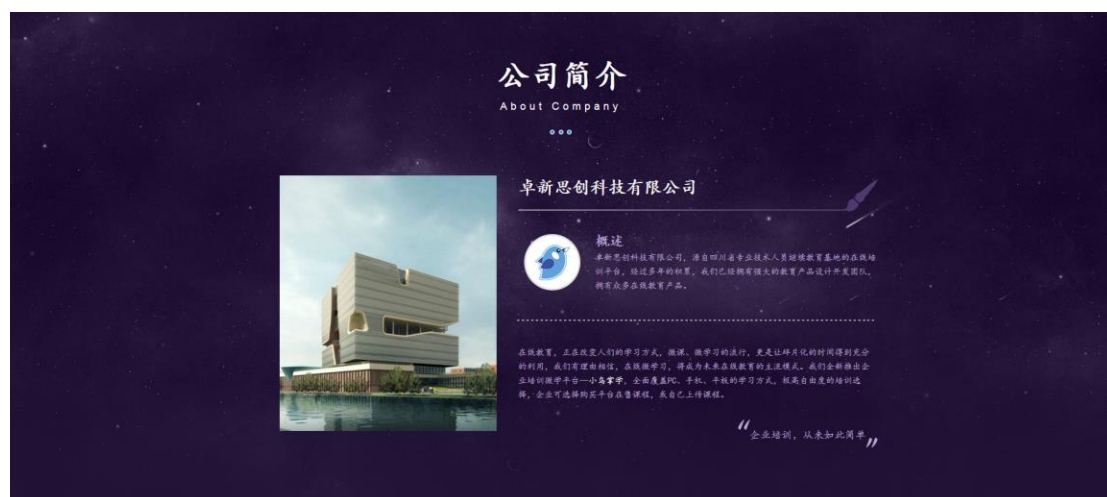 公司简介
About Company
卓新思创科技有限公司
概述
卓新思创科技有限公司，源自四川省专业技术人员继续教育基地的在线培
训平台，经过多年的积累，我们已经拥有强大的教育产品设计开发团队，
拥有众多在线教育产品。
在线教育，正在改变人们的学习方式，微课、微学习的流行，更是让碎片化的时间得到充分
的利用，我们有理由相信，在线微学习，将成为未来在线教育的主流模式。我们全新推出企
业培训微学平台—小鸟掌学，全面覆盖PC、手机、平板的学习方式，极高自由度的培训选
择，企业可选择购买平台在售课程，或自己上传课程。
“企业培训，从未如此简单”